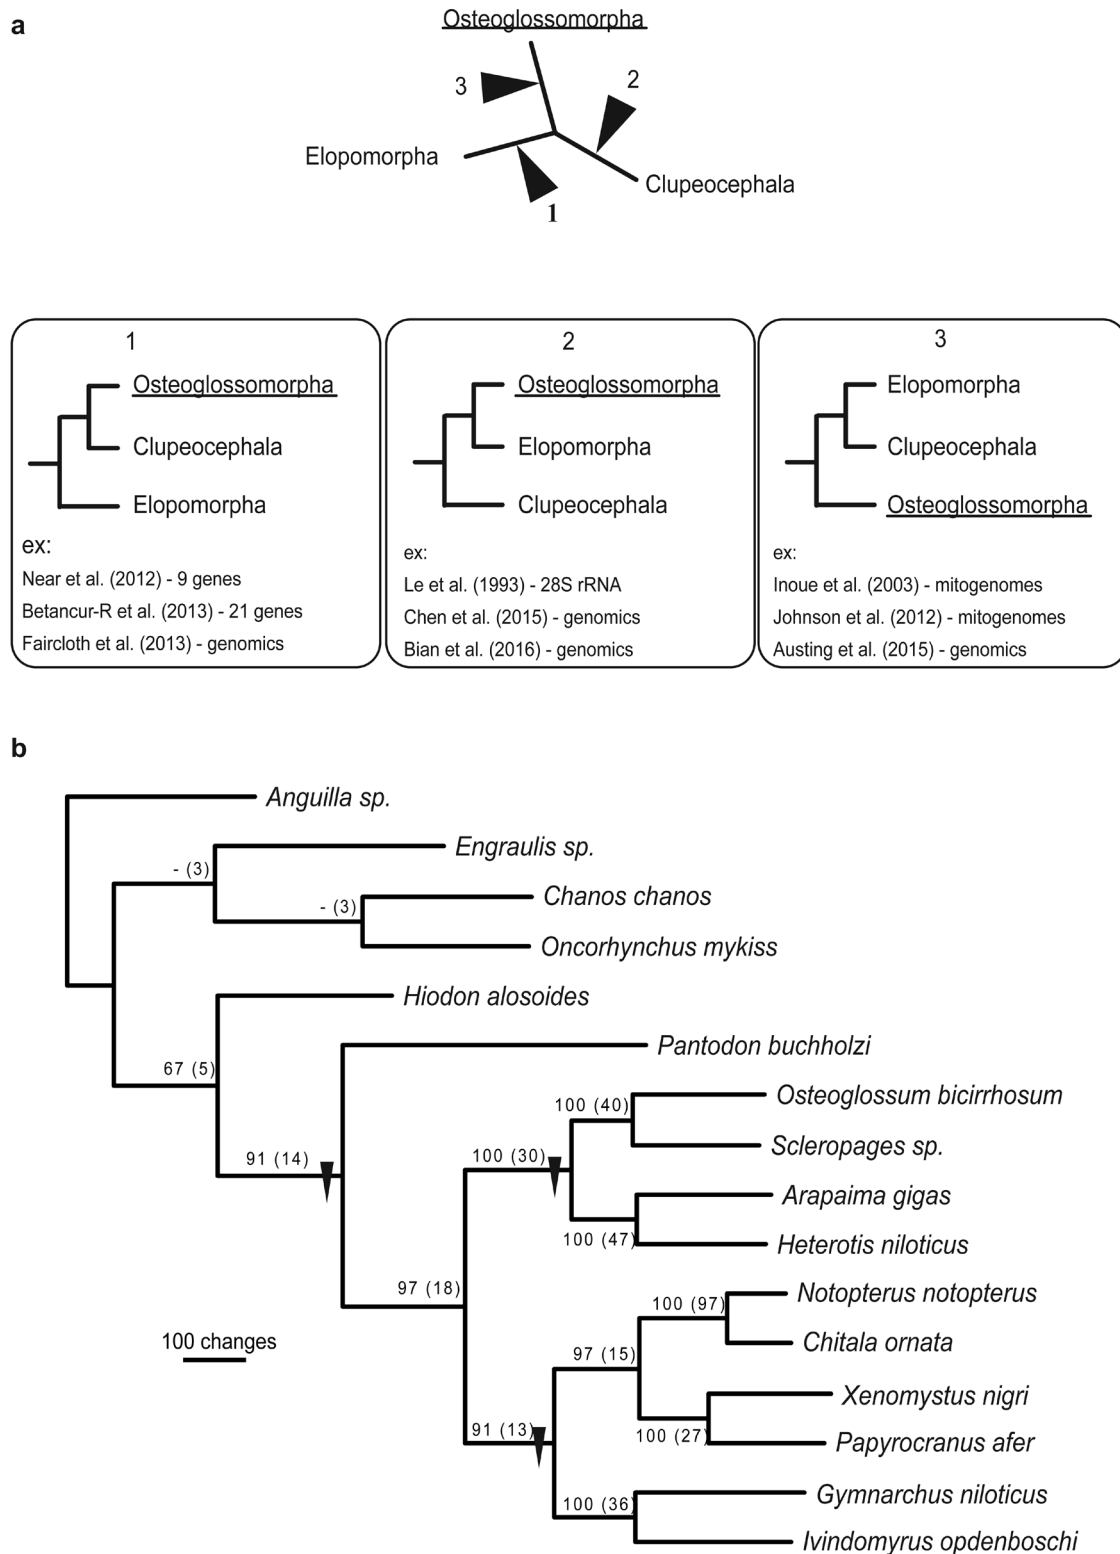 a
Osteoglossomorpha
3
2
Elopomorpha
Clupeocephala
1
1
Osteoglossomorpha
Clupeocephala
Elopomorpha
ex:
Near et al. (2012) - 9 genes
Betancur-R et al. (2013) - 21 genes
Faircloth et al. (2013) - genomics
2
Osteoglossomorpha
Elopomorpha
Clupeocephala
ex:
Le et al. (1993) - 28S rRNA
Chen et al. (2015) - genomics
Bian et al. (2016) - genomics
3
Elopomorpha
Clupeocephala
Osteoglossomorpha
ex:
Inoue et al. (2003) - mitogenomes
Johnson et al. (2012) - mitogenomes
Austing et al. (2015) - genomics
b
Anguilla sp.
Engraulis sp.
- (3)
Chanos chanos
- (3)
Oncorhynchus mykiss
Hiodon alosoides
Pantodon buchholzi
67 (5)
Osteoglossum bicirrhosum
100 (40)
Scleropages sp.
91 (14)
100 (30)
Arapaima gigas
100 (47)
Heterotis niloticus
97 (18)
Notopterus notopterus
100 (97)
Chitala ornata
100 changes
97 (15)
Xenomystus nigri
91 (13)
100 (27)
Papyrocranus afer
Gymnarchus niloticus
100 (36)
Ivindomyrus opdenboschi